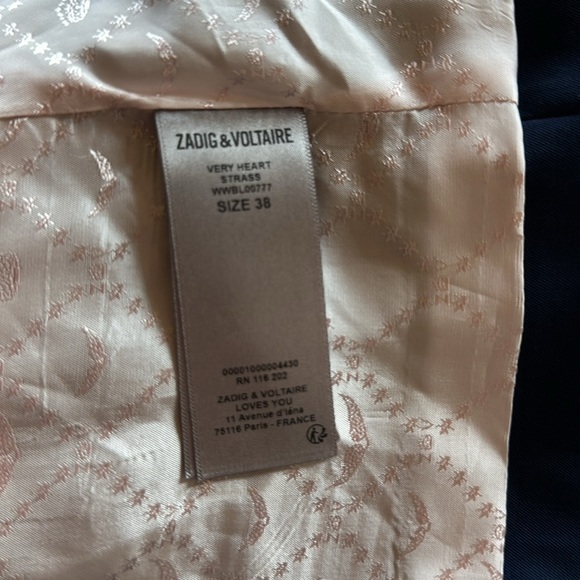 ZADIG & VOLTAIRE
VERY HEART
STRASS
WWBL00777
SIZE 38
00001000004430
RN 116 202
ZADIG & VOLTAIRE
LOVES YOU
11 Avenue d'Iéna
75116 Paris - FRANCE